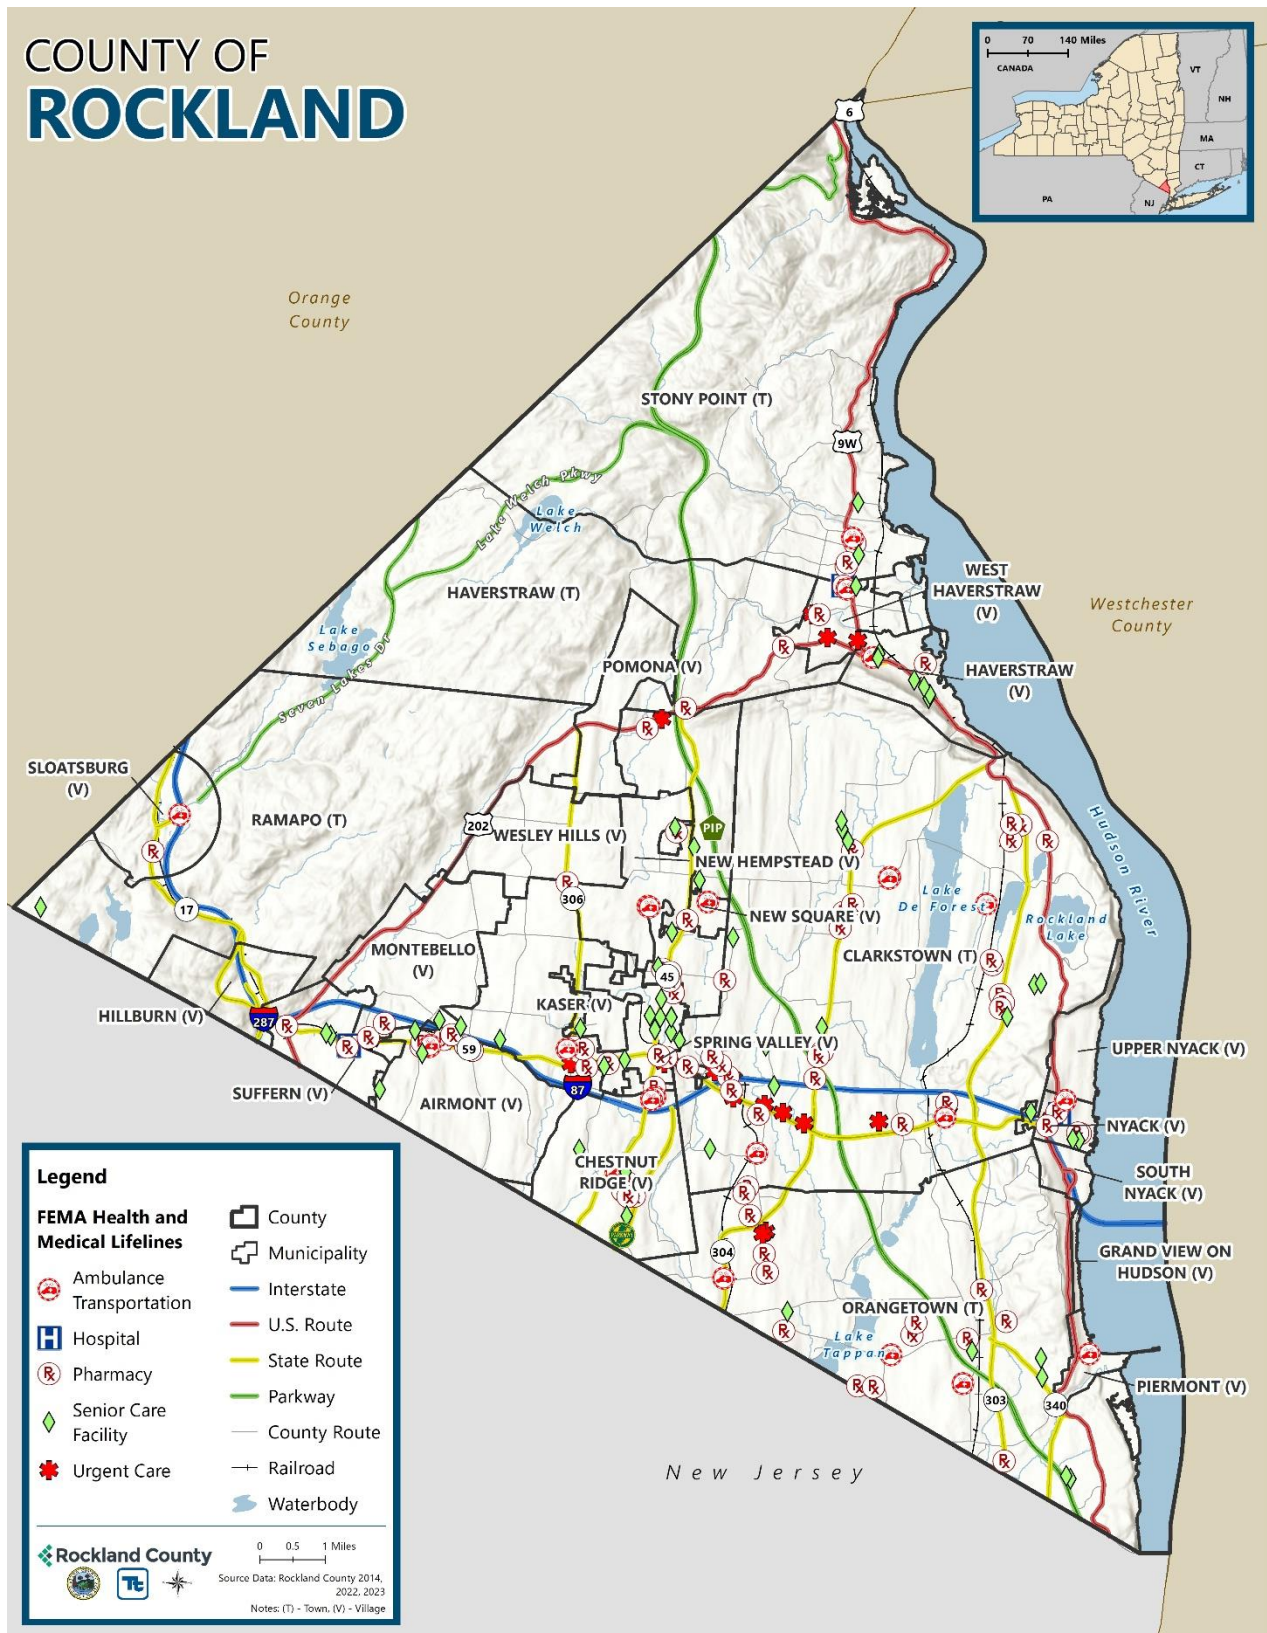 COUNTY OF
ROCKLAND
0 70 140 Miles
CANADA
VT
NH
MA
CT
PA
NJ
6
Orange
County
STONY POINT (T)
9W
Lake Welch Pkwy
Lake
Welch
HAVERSTRAW (T)
WEST
HAVERSTRAW
(V)
Westchester
County
Lake
Sebago
Seven Lakes Dr
POMONA (V)
HAVERSTRAW
(V)
SLOATSBURG
(V)
RAMAPO (T)
202
WESLEY HILLS (V)
PIP
NEW HEMPSTEAD (V)
Hudson River
306
Lake
De Forest
Rockland
Lake
17
NEW SQUARE (V)
MONTEBELLO
(V)
CLARKSTOWN (T)
45
KASER (V)
HILLBURN (V)
287
59
SPRING VALLEY (V)
UPPER NYACK (V)
SUFFERN (V)
AIRMONT (V)
87
NYACK (V)
CHESTNUT
RIDGE (V)
SOUTH
NYACK (V)
304
GRAND VIEW ON
HUDSON (V)
ORANGETOWN (T)
Lake
Tappan
PIERMONT (V)
303
340
New Jersey
Legend
FEMA Health and
Medical Lifelines
Ambulance
Transportation
H Hospital
Rx Pharmacy
Senior Care
Facility
Urgent Care
County
Municipality
Interstate
U.S. Route
State Route
Parkway
County Route
Railroad
Waterbody
Rockland County
Tt
0 0.5 1 Miles
Source Data: Rockland County 2014,
2022, 2023
Notes: (T) - Town, (V) - Village